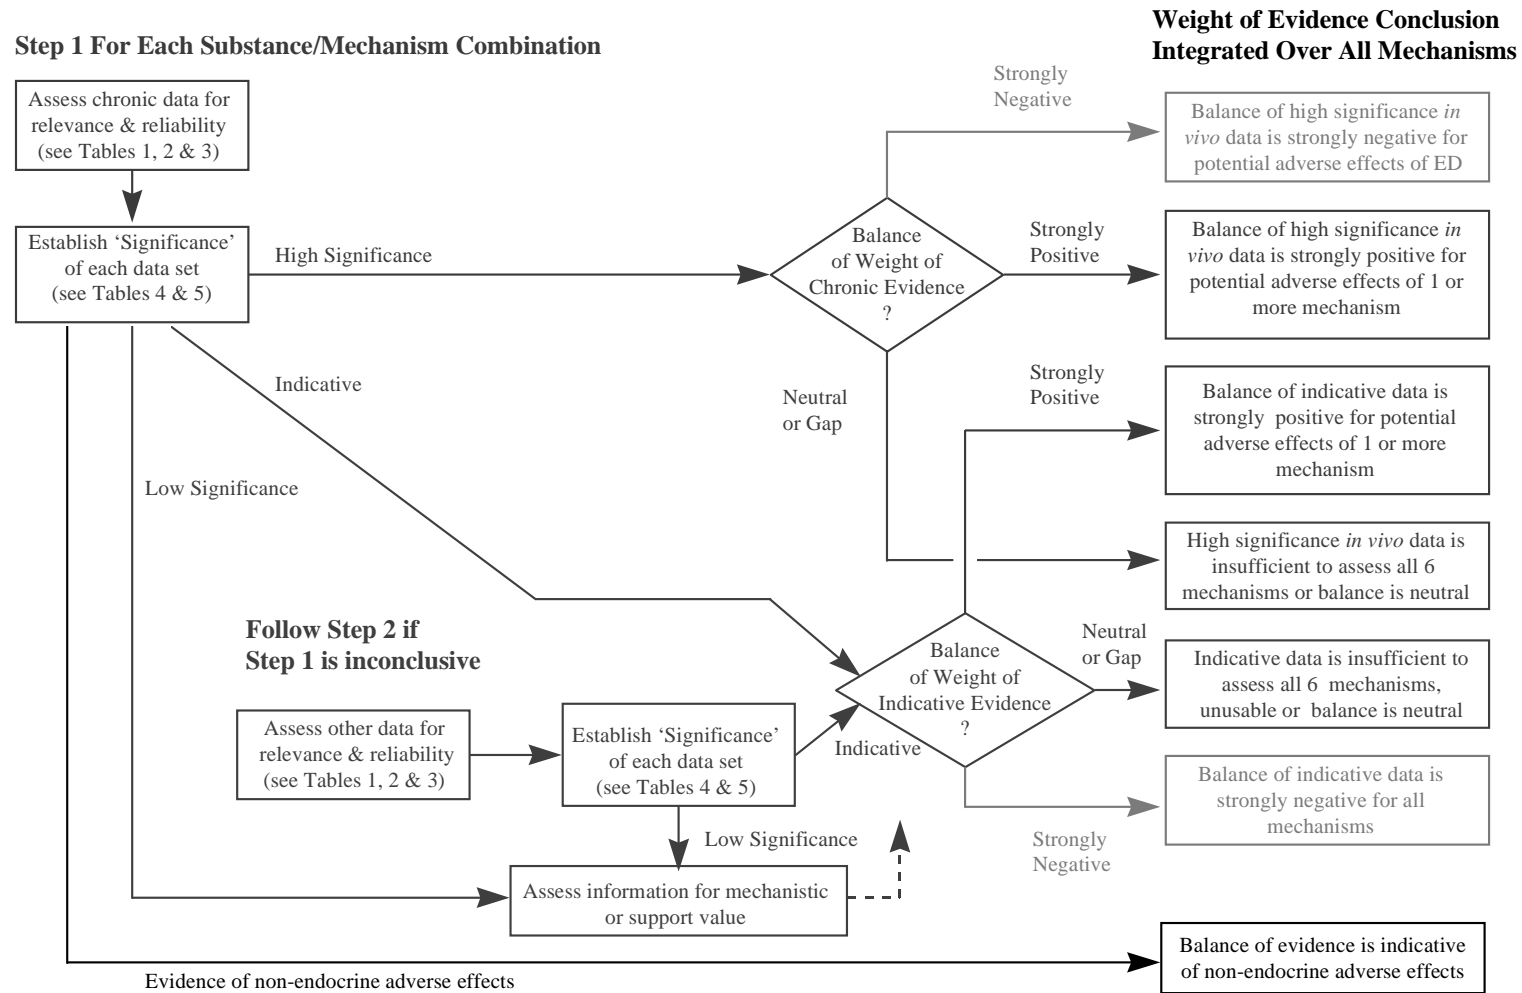 Weight of Evidence Conclusion
Integrated Over All Mechanisms
Step 1 For Each Substance/Mechanism Combination
Assess chronic data for
relevance & reliability
(see Tables 1, 2 & 3)
Establish ‘Significance’
of each data set
(see Tables 4 & 5)
High Significance
Indicative
Low Significance
Balance
of Weight of
Chronic Evidence
?
Strongly
Negative
Strongly
Positive
Neutral
or Gap
Balance of high significance in
vivo data is strongly negative for
potential adverse effects of ED
Balance of high significance in
vivo data is strongly positive for
potential adverse effects of 1 or
more mechanism
Strongly
Positive
Balance of indicative data is
strongly positive for potential
adverse effects of 1 or more
mechanism
High significance in vivo data is
insufficient to assess all 6
mechanisms or balance is neutral
Follow Step 2 if
Step 1 is inconclusive
Assess other data for
relevance & reliability
(see Tables 1, 2 & 3)
Establish ‘Significance’
of each data set
(see Tables 4 & 5)
Indicative
Low Significance
Balance
of Weight of
Indicative Evidence
?
Neutral
or Gap
Indicative data is insufficient to
assess all 6 mechanisms,
unusable or balance is neutral
Strongly
Negative
Balance of indicative data is
strongly negative for all
mechanisms
Assess information for mechanistic
or support value
Evidence of non-endocrine adverse effects
Balance of evidence is indicative
of non-endocrine adverse effects